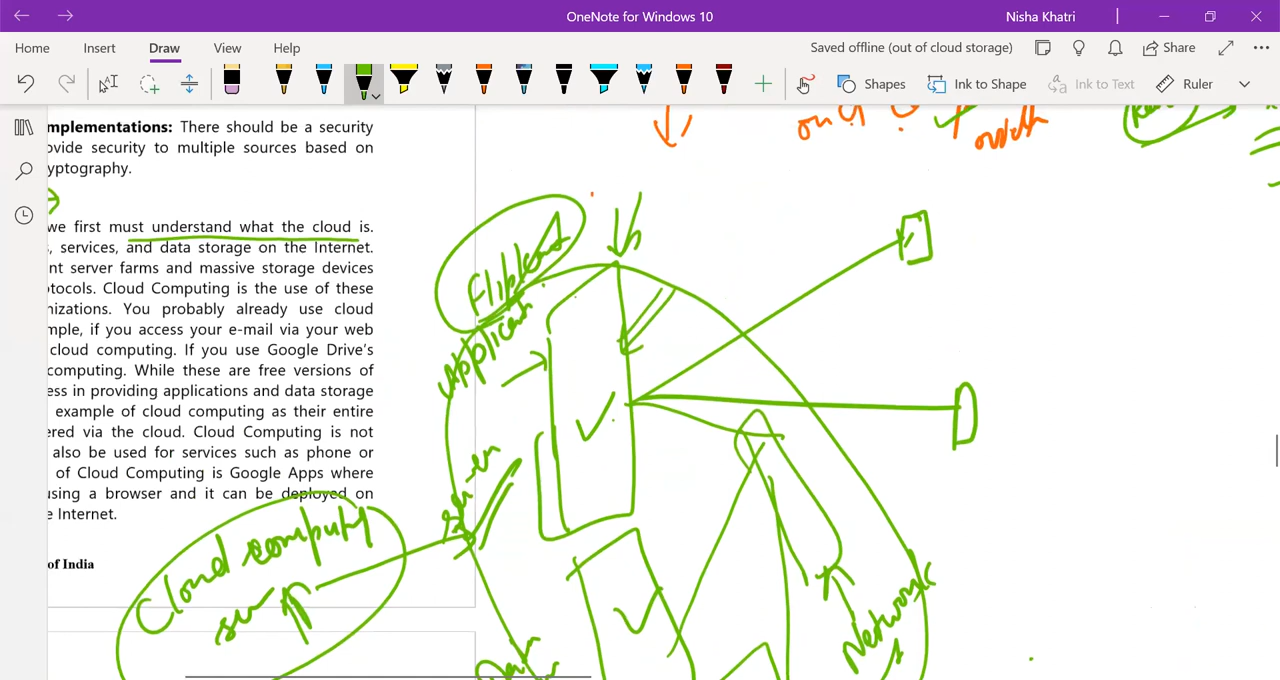 OneNote for Windows 10
Nisha Khatri
Home Insert Draw View Help
Saved offline (out of cloud storage)
Share
Shapes
Ink to Shape
Ink to Text
Ruler
mplementations: There should be a security
ovide security to multiple sources based on
yptography.
we first must understand what the cloud is.
, services, and data storage on the Internet.
nt server farms and massive storage devices
otocols. Cloud Computing is the use of these
nizations. You probably already use cloud
mple, if you access your e-mail via your web
cloud computing. If you use Google Drive's
computing. While these are free versions of
ess in providing applications and data storage
example of cloud computing as their entire
ered via the cloud. Cloud Computing is not
also be used for services such as phone or
of Cloud Computing is Google Apps where
using a browser and it can be deployed on
e Internet.
of India
Flipkart
Applicat
Server
Cloud computing
Network